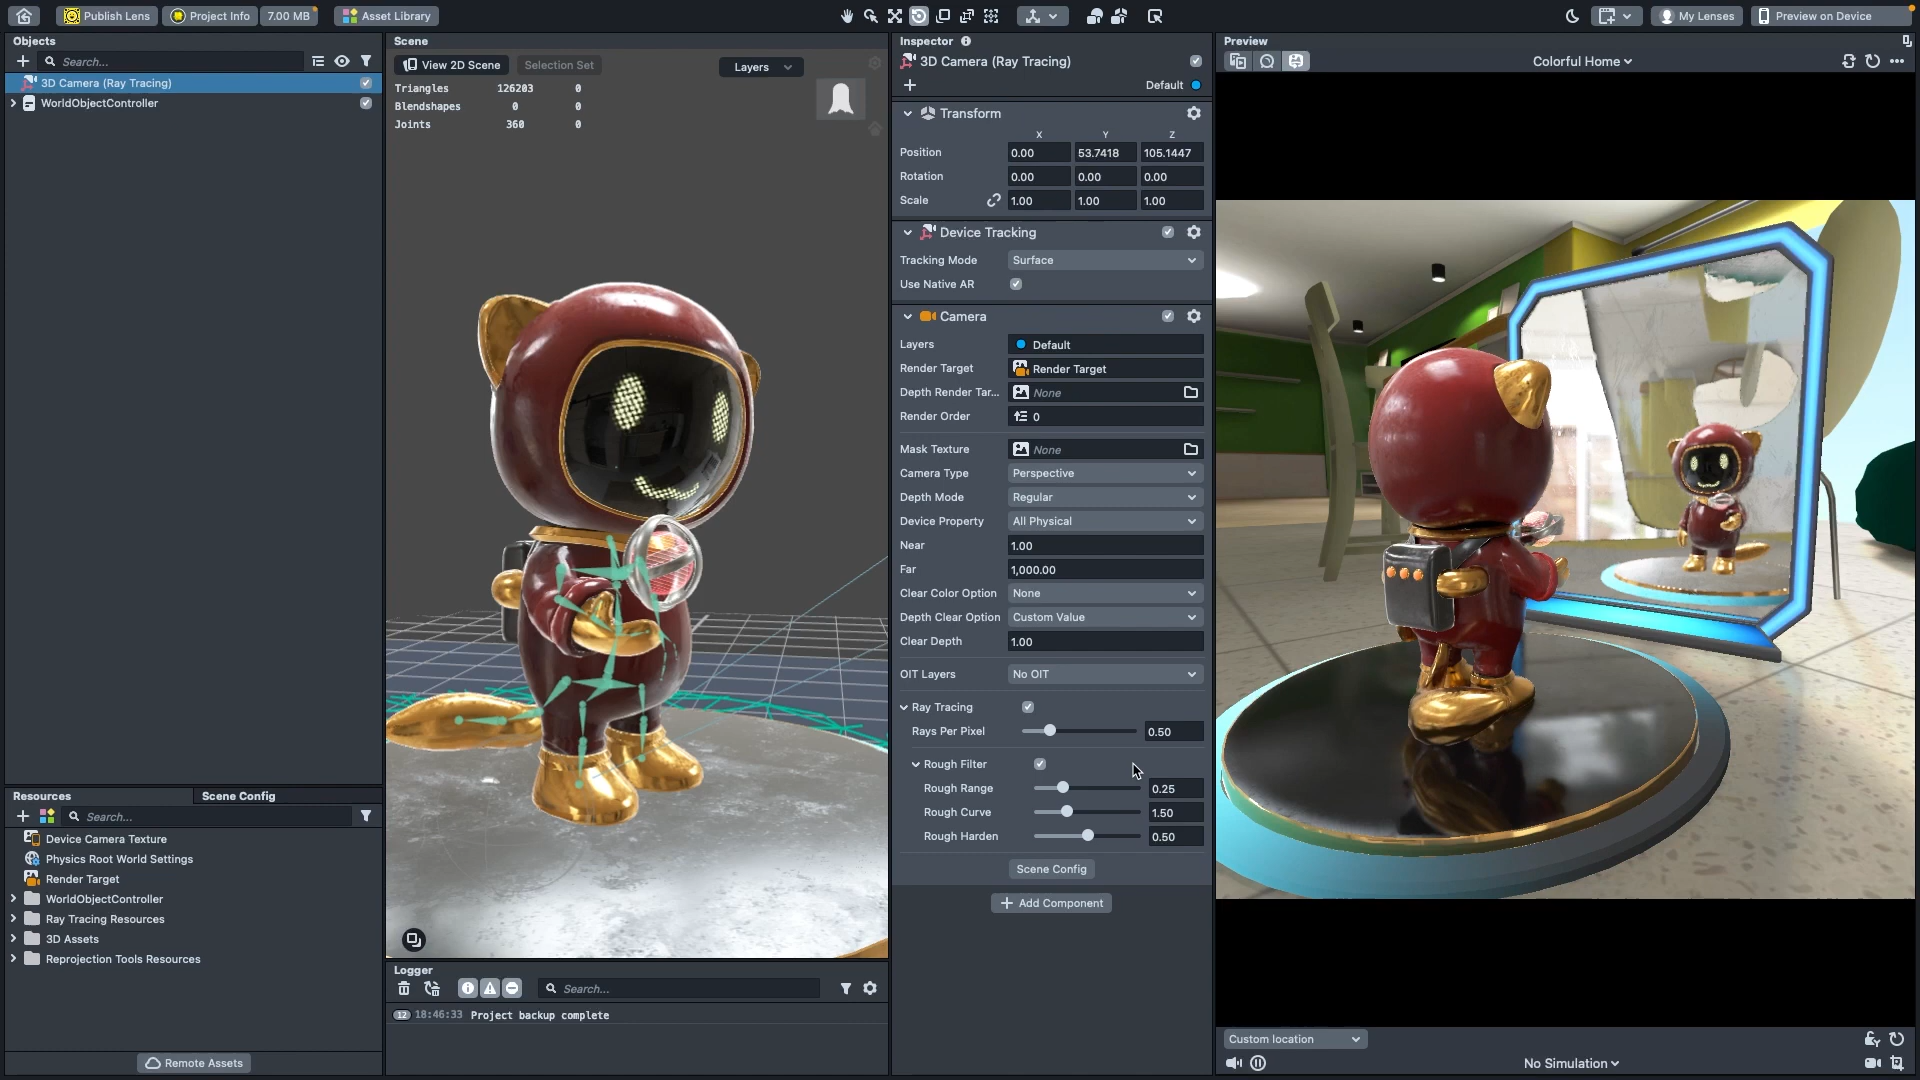 Publish Lens
Project Info
7.00 MB
Asset Library
My Lenses
Preview on Device
Objects
Search...
3D Camera (Ray Tracing)
WorldObjectController
Scene
View 2D Scene
Selection Set
Layers
Triangles 126203 0
Blendshapes 0 0
Joints 360 0
Inspector
3D Camera (Ray Tracing)
Default
Transform
X Y Z
Position 0.00 53.7418 105.1447
Rotation 0.00 0.00 0.00
Scale 1.00 1.00 1.00
Device Tracking
Tracking Mode Surface
Use Native AR
Camera
Layers Default
Render Target Render Target
Depth Render Tar... None
Render Order 0
Mask Texture None
Camera Type Perspective
Depth Mode Regular
Device Property All Physical
Near 1.00
Far 1,000.00
Clear Color Option None
Depth Clear Option Custom Value
Clear Depth 1.00
OIT Layers No OIT
Ray Tracing
Rays Per Pixel 0.50
Rough Filter
Rough Range 0.25
Rough Curve 1.50
Rough Harden 0.50
Scene Config
Add Component
Preview
Colorful Home
Custom location
No Simulation
Resources
Scene Config
Search...
Device Camera Texture
Physics Root World Settings
Render Target
WorldObjectController
Ray Tracing Resources
3D Assets
Reprojection Tools Resources
Remote Assets
Logger
Search...
12 18:46:33 Project backup complete